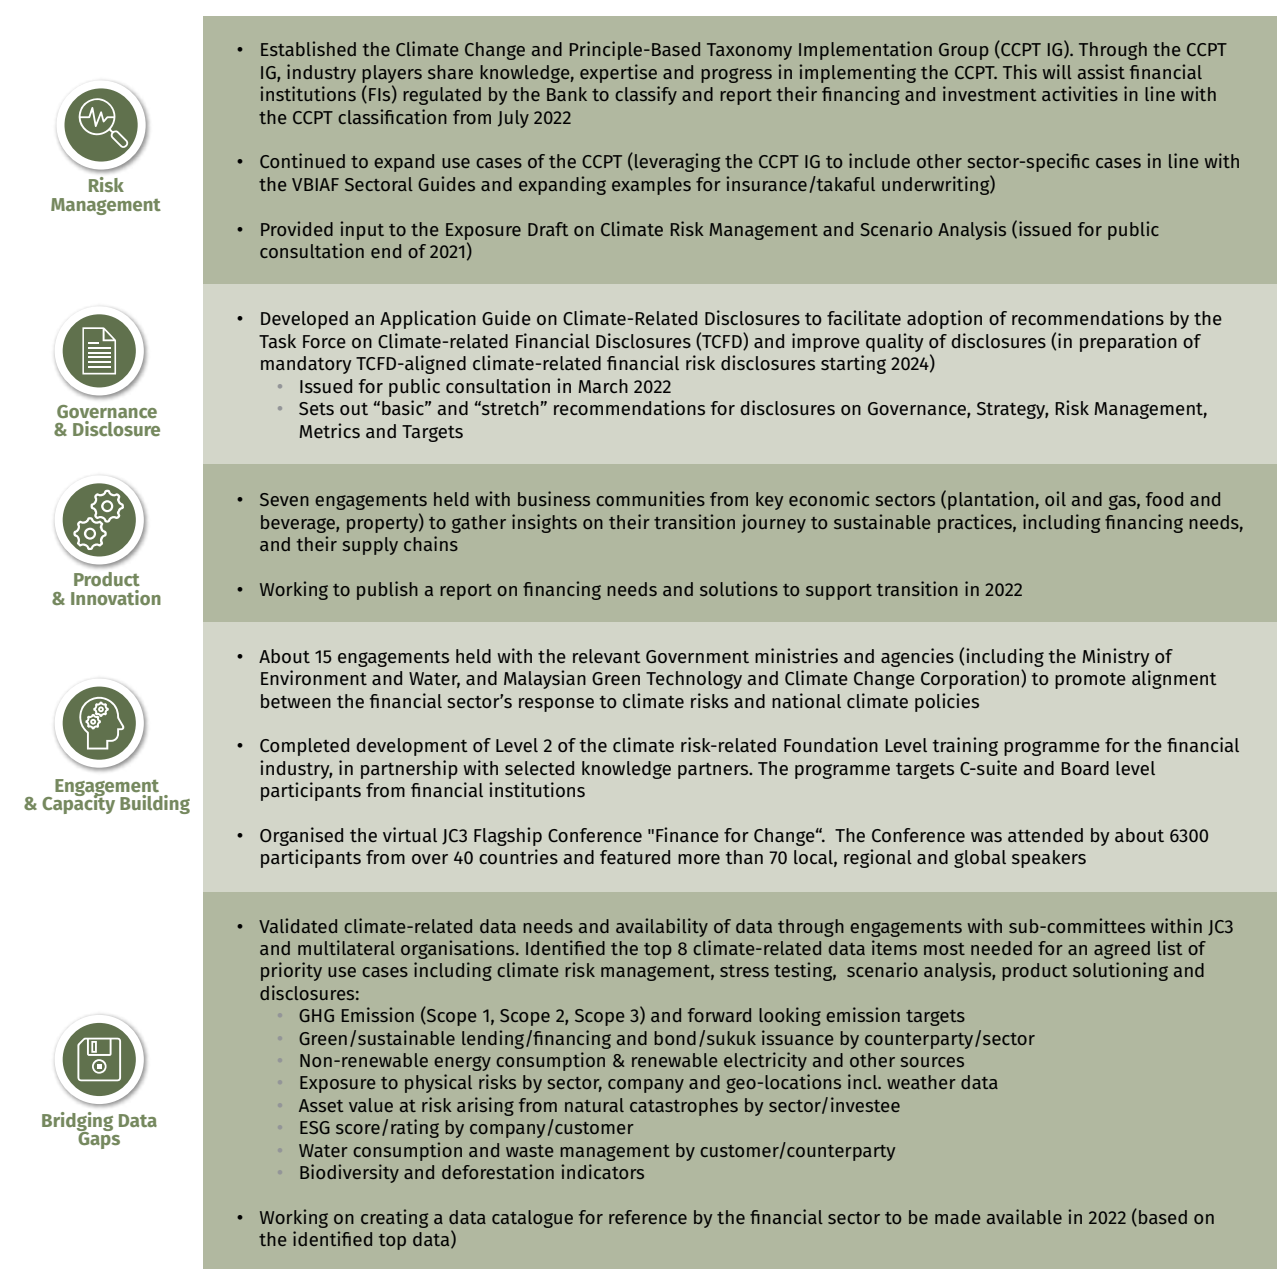 Risk
Management
• Established the Climate Change and Principle-Based Taxonomy Implementation Group (CCPT IG). Through the CCPT
IG, industry players share knowledge, expertise and progress in implementing the CCPT. This will assist financial
institutions (FIs) regulated by the Bank to classify and report their financing and investment activities in line with
the CCPT classification from July 2022
• Continued to expand use cases of the CCPT (leveraging the CCPT IG to include other sector-specific cases in line with
the VBIAF Sectoral Guides and expanding examples for insurance/takaful underwriting)
• Provided input to the Exposure Draft on Climate Risk Management and Scenario Analysis (issued for public
consultation end of 2021)
Governance
& Disclosure
• Developed an Application Guide on Climate-Related Disclosures to facilitate adoption of recommendations by the
Task Force on Climate-related Financial Disclosures (TCFD) and improve quality of disclosures (in preparation of
mandatory TCFD-aligned climate-related financial risk disclosures starting 2024)
• Issued for public consultation in March 2022
• Sets out “basic” and “stretch” recommendations for disclosures on Governance, Strategy, Risk Management,
Metrics and Targets
Product
& Innovation
• Seven engagements held with business communities from key economic sectors (plantation, oil and gas, food and
beverage, property) to gather insights on their transition journey to sustainable practices, including financing needs,
and their supply chains
• Working to publish a report on financing needs and solutions to support transition in 2022
Engagement
& Capacity Building
• About 15 engagements held with the relevant Government ministries and agencies (including the Ministry of
Environment and Water, and Malaysian Green Technology and Climate Change Corporation) to promote alignment
between the financial sector’s response to climate risks and national climate policies
• Completed development of Level 2 of the climate risk-related Foundation Level training programme for the financial
industry, in partnership with selected knowledge partners. The programme targets C-suite and Board level
participants from financial institutions
• Organised the virtual JC3 Flagship Conference "Finance for Change“.  The Conference was attended by about 6300
participants from over 40 countries and featured more than 70 local, regional and global speakers
Bridging Data
Gaps
• Validated climate-related data needs and availability of data through engagements with sub-committees within JC3
and multilateral organisations. Identified the top 8 climate-related data items most needed for an agreed list of
priority use cases including climate risk management, stress testing,  scenario analysis, product solutioning and
disclosures:
• GHG Emission (Scope 1, Scope 2, Scope 3) and forward looking emission targets
• Green/sustainable lending/financing and bond/sukuk issuance by counterparty/sector
• Non-renewable energy consumption & renewable electricity and other sources
• Exposure to physical risks by sector, company and geo-locations incl. weather data
• Asset value at risk arising from natural catastrophes by sector/investee
• ESG score/rating by company/customer
• Water consumption and waste management by customer/counterparty
• Biodiversity and deforestation indicators
• Working on creating a data catalogue for reference by the financial sector to be made available in 2022 (based on
the identified top data)